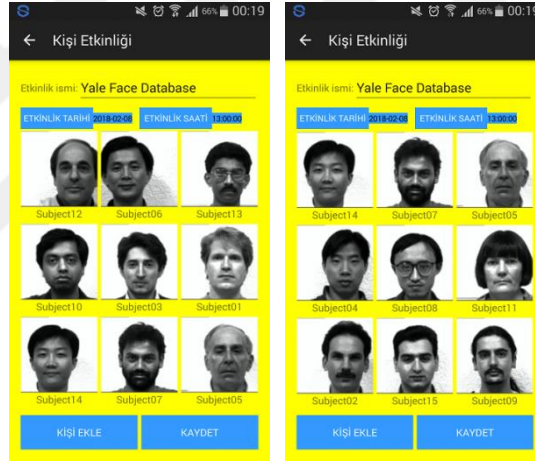 66% 00:19
Kişi Etkinliği
Etkinlik ismi: Yale Face Database
ETKİNLİK TARİHİ 2018-02-08 ETKİNLİK SAATİ 13:00:00
Subject12 Subject06 Subject13
Subject10 Subject03 Subject01
Subject14 Subject07 Subject05
KİŞİ EKLE KAYDET
66% 00:19
Kişi Etkinliği
Etkinlik ismi: Yale Face Database
ETKİNLİK TARİHİ 2018-02-08 ETKİNLİK SAATİ 13:00:00
Subject14 Subject07 Subject05
Subject04 Subject08 Subject11
Subject02 Subject15 Subject09
KİŞİ EKLE KAYDET